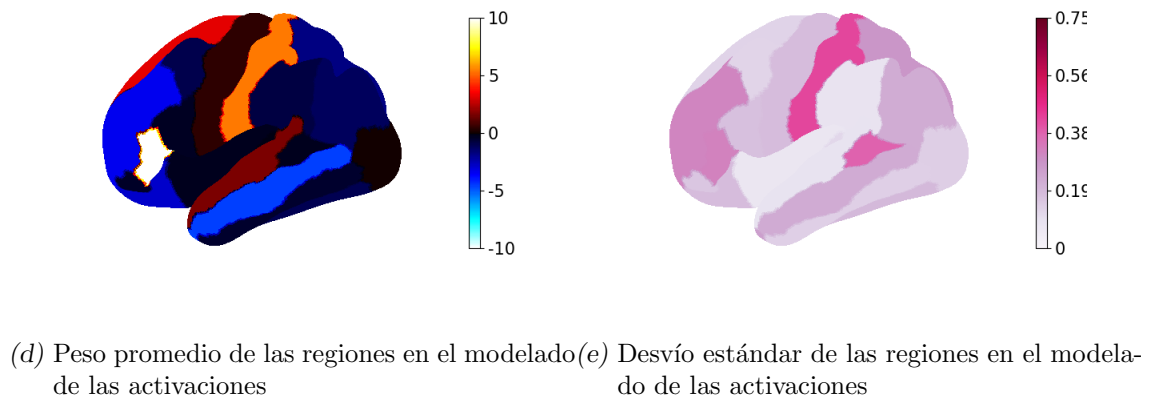 10
5
0
-5
-10
0.75
0.56
0.38
0.19
0
(d) Peso promedio de las regiones en el modelado
de las activaciones
(e) Desvío estándar de las regiones en el modela-
do de las activaciones